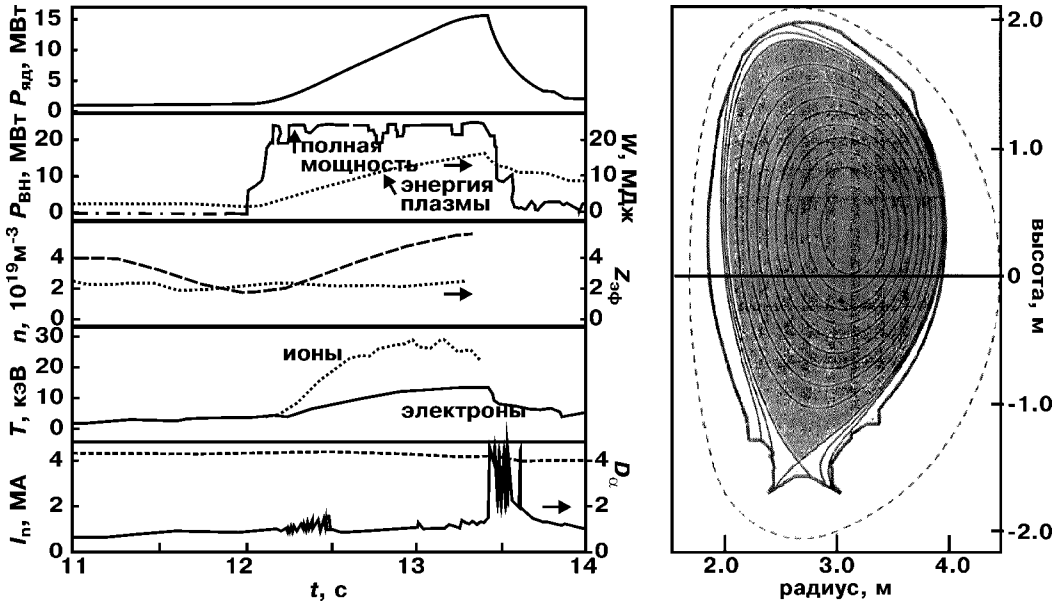 P_яд, МВт
15
10
5
0
P_ВН, МВт
20
10
0
полная
мощность
энергия
плазмы
W, МДж
20
10
0
n, 10^19 м^-3
4
2
0
Z_эф
4
2
0
T, кэВ
30
20
10
0
ионы
электроны
I_п, МА
4
2
0
D_α
4
2
0
11
12
13
14
t, с
2.0
1.0
0
-1.0
-2.0
высота, м
2.0
3.0
4.0
радиус, м